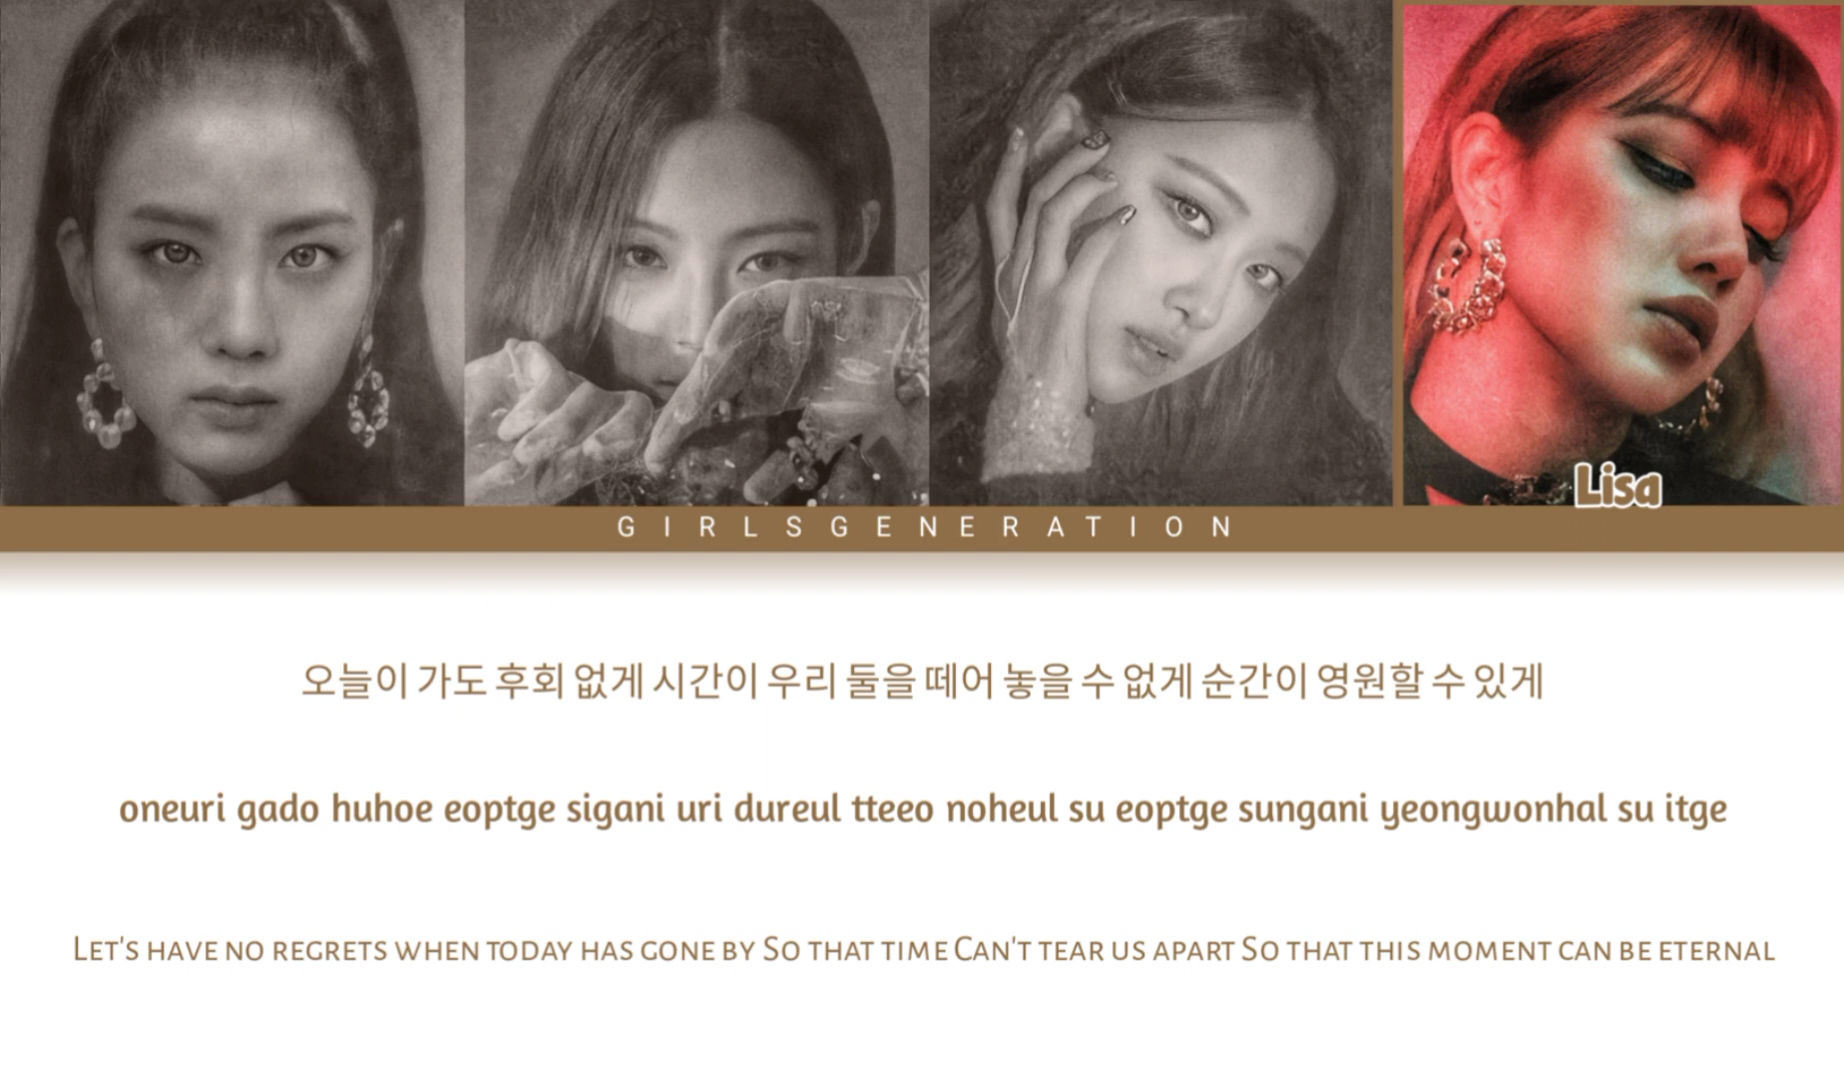 Lisa
GIRLSGENERATION
오늘이 가도 후회 없게 시간이 우리 둘을 떼어 놓을 수 없게 순간이 영원할 수 있게
oneuri gado huhoe eoptge sigani uri dureul tteeo noheul su eoptge sungani yeongwonhal su itge
Let's have no regrets when today has gone by So that time Can't tear us apart So that this moment can be eternal